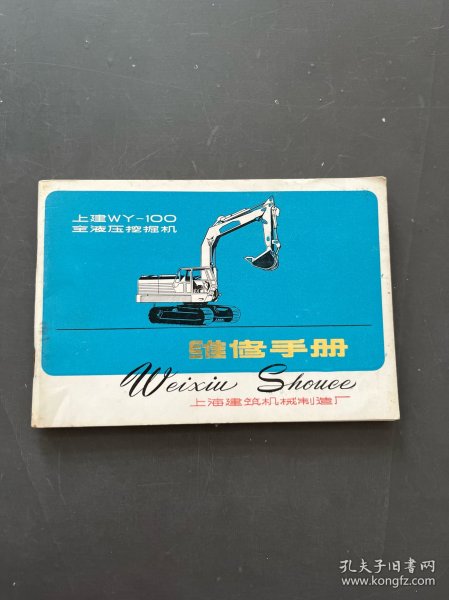 上建WY-100
全液压挖掘机
维修手册
Weixiu Shouce
上海建筑机械制造厂
孔夫子旧书网
www.kongfz.com